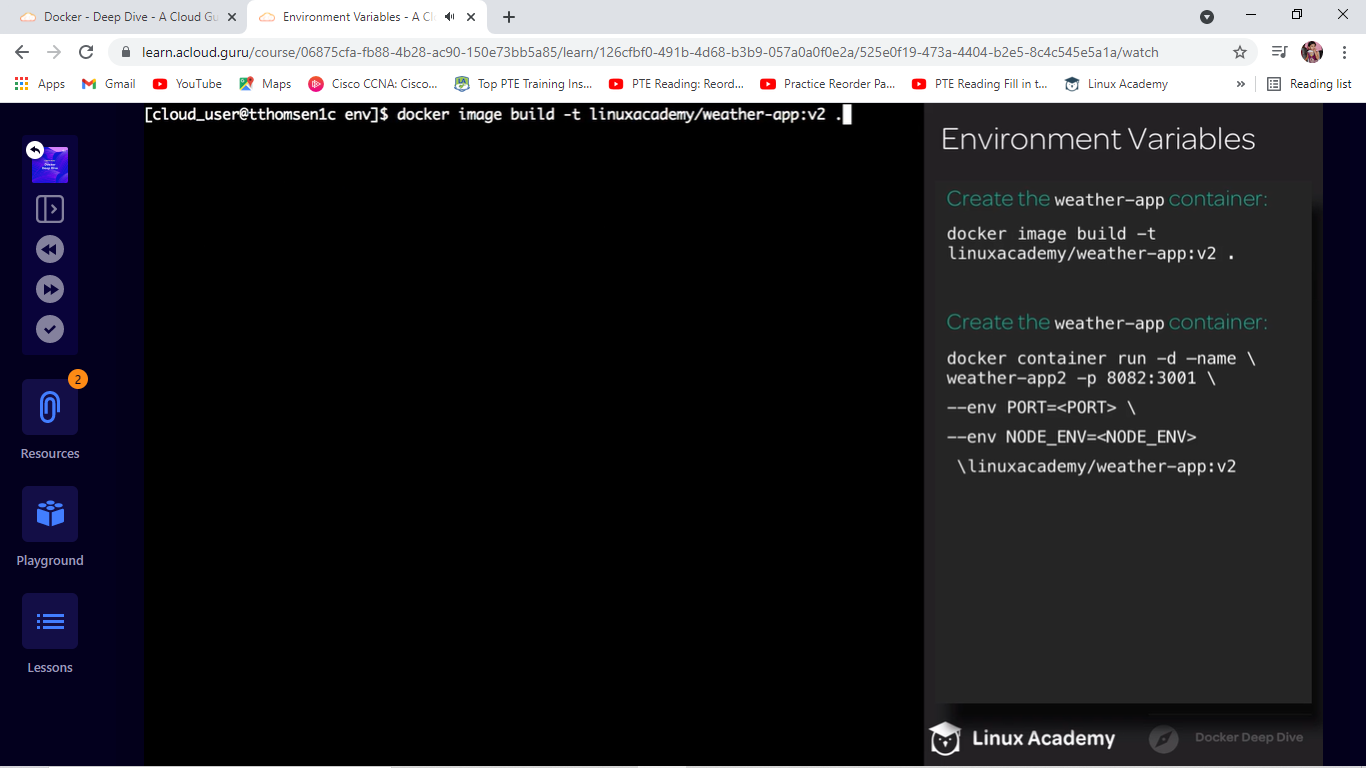 Docker - Deep Dive - A Cloud Gu
Environment Variables - A Cl
learn.acloud.guru/course/06875cfa-fb88-4b28-ac90-150e73bb5a85/learn/126cfbf0-491b-4d68-b3b9-057a0a0f0e2a/525e0f19-473a-4404-b2e5-8c4c545e5a1a/watch
Apps
Gmail
YouTube
Maps
Cisco CCNA: Cisco...
Top PTE Training Ins...
PTE Reading: Reord...
Practice Reorder Pa...
PTE Reading Fill in t...
Linux Academy
»
Reading list
[cloud_user@tthomsen1c env]$ docker image build -t linuxacademy/weather-app:v2 .
Docker
Deep Dive
2
Resources
Playground
Lessons
Environment Variables
Create the weather-app container:
docker image build -t
linuxacademy/weather-app:v2 .
Create the weather-app container:
docker container run -d -name \
weather-app2 -p 8082:3001 \
--env PORT=<PORT> \
--env NODE_ENV=<NODE_ENV>
\linuxacademy/weather-app:v2
Linux Academy
Docker Deep Dive